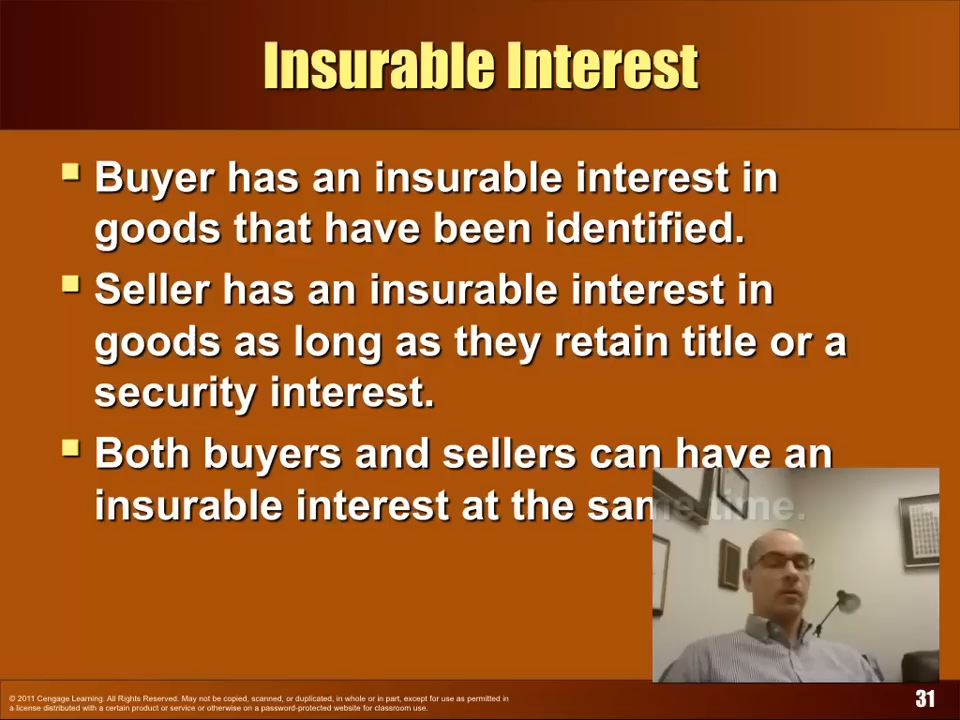 Insurable Interest
Buyer has an insurable interest in
goods that have been identified.
Seller has an insurable interest in
goods as long as they retain title or a
security interest.
Both buyers and sellers can have an
insurable interest at the same time.
© 2011 Cengage Learning. All Rights Reserved. May not be copied, scanned, or duplicated, in whole or in part, except for use as permitted in
a license distributed with a certain product or service or otherwise on a password-protected website for classroom use.
31